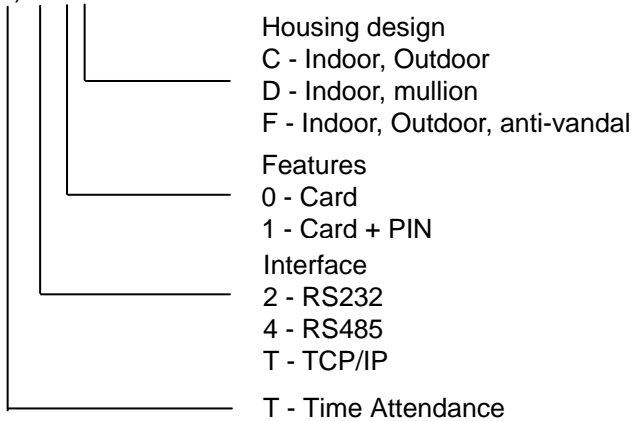 Housing design
C - Indoor, Outdoor
D - Indoor, mullion
F - Indoor, Outdoor, anti-vandal
Features
0 - Card
1 - Card + PIN
Interface
2 - RS232
4 - RS485
T - TCP/IP
T - Time Attendance